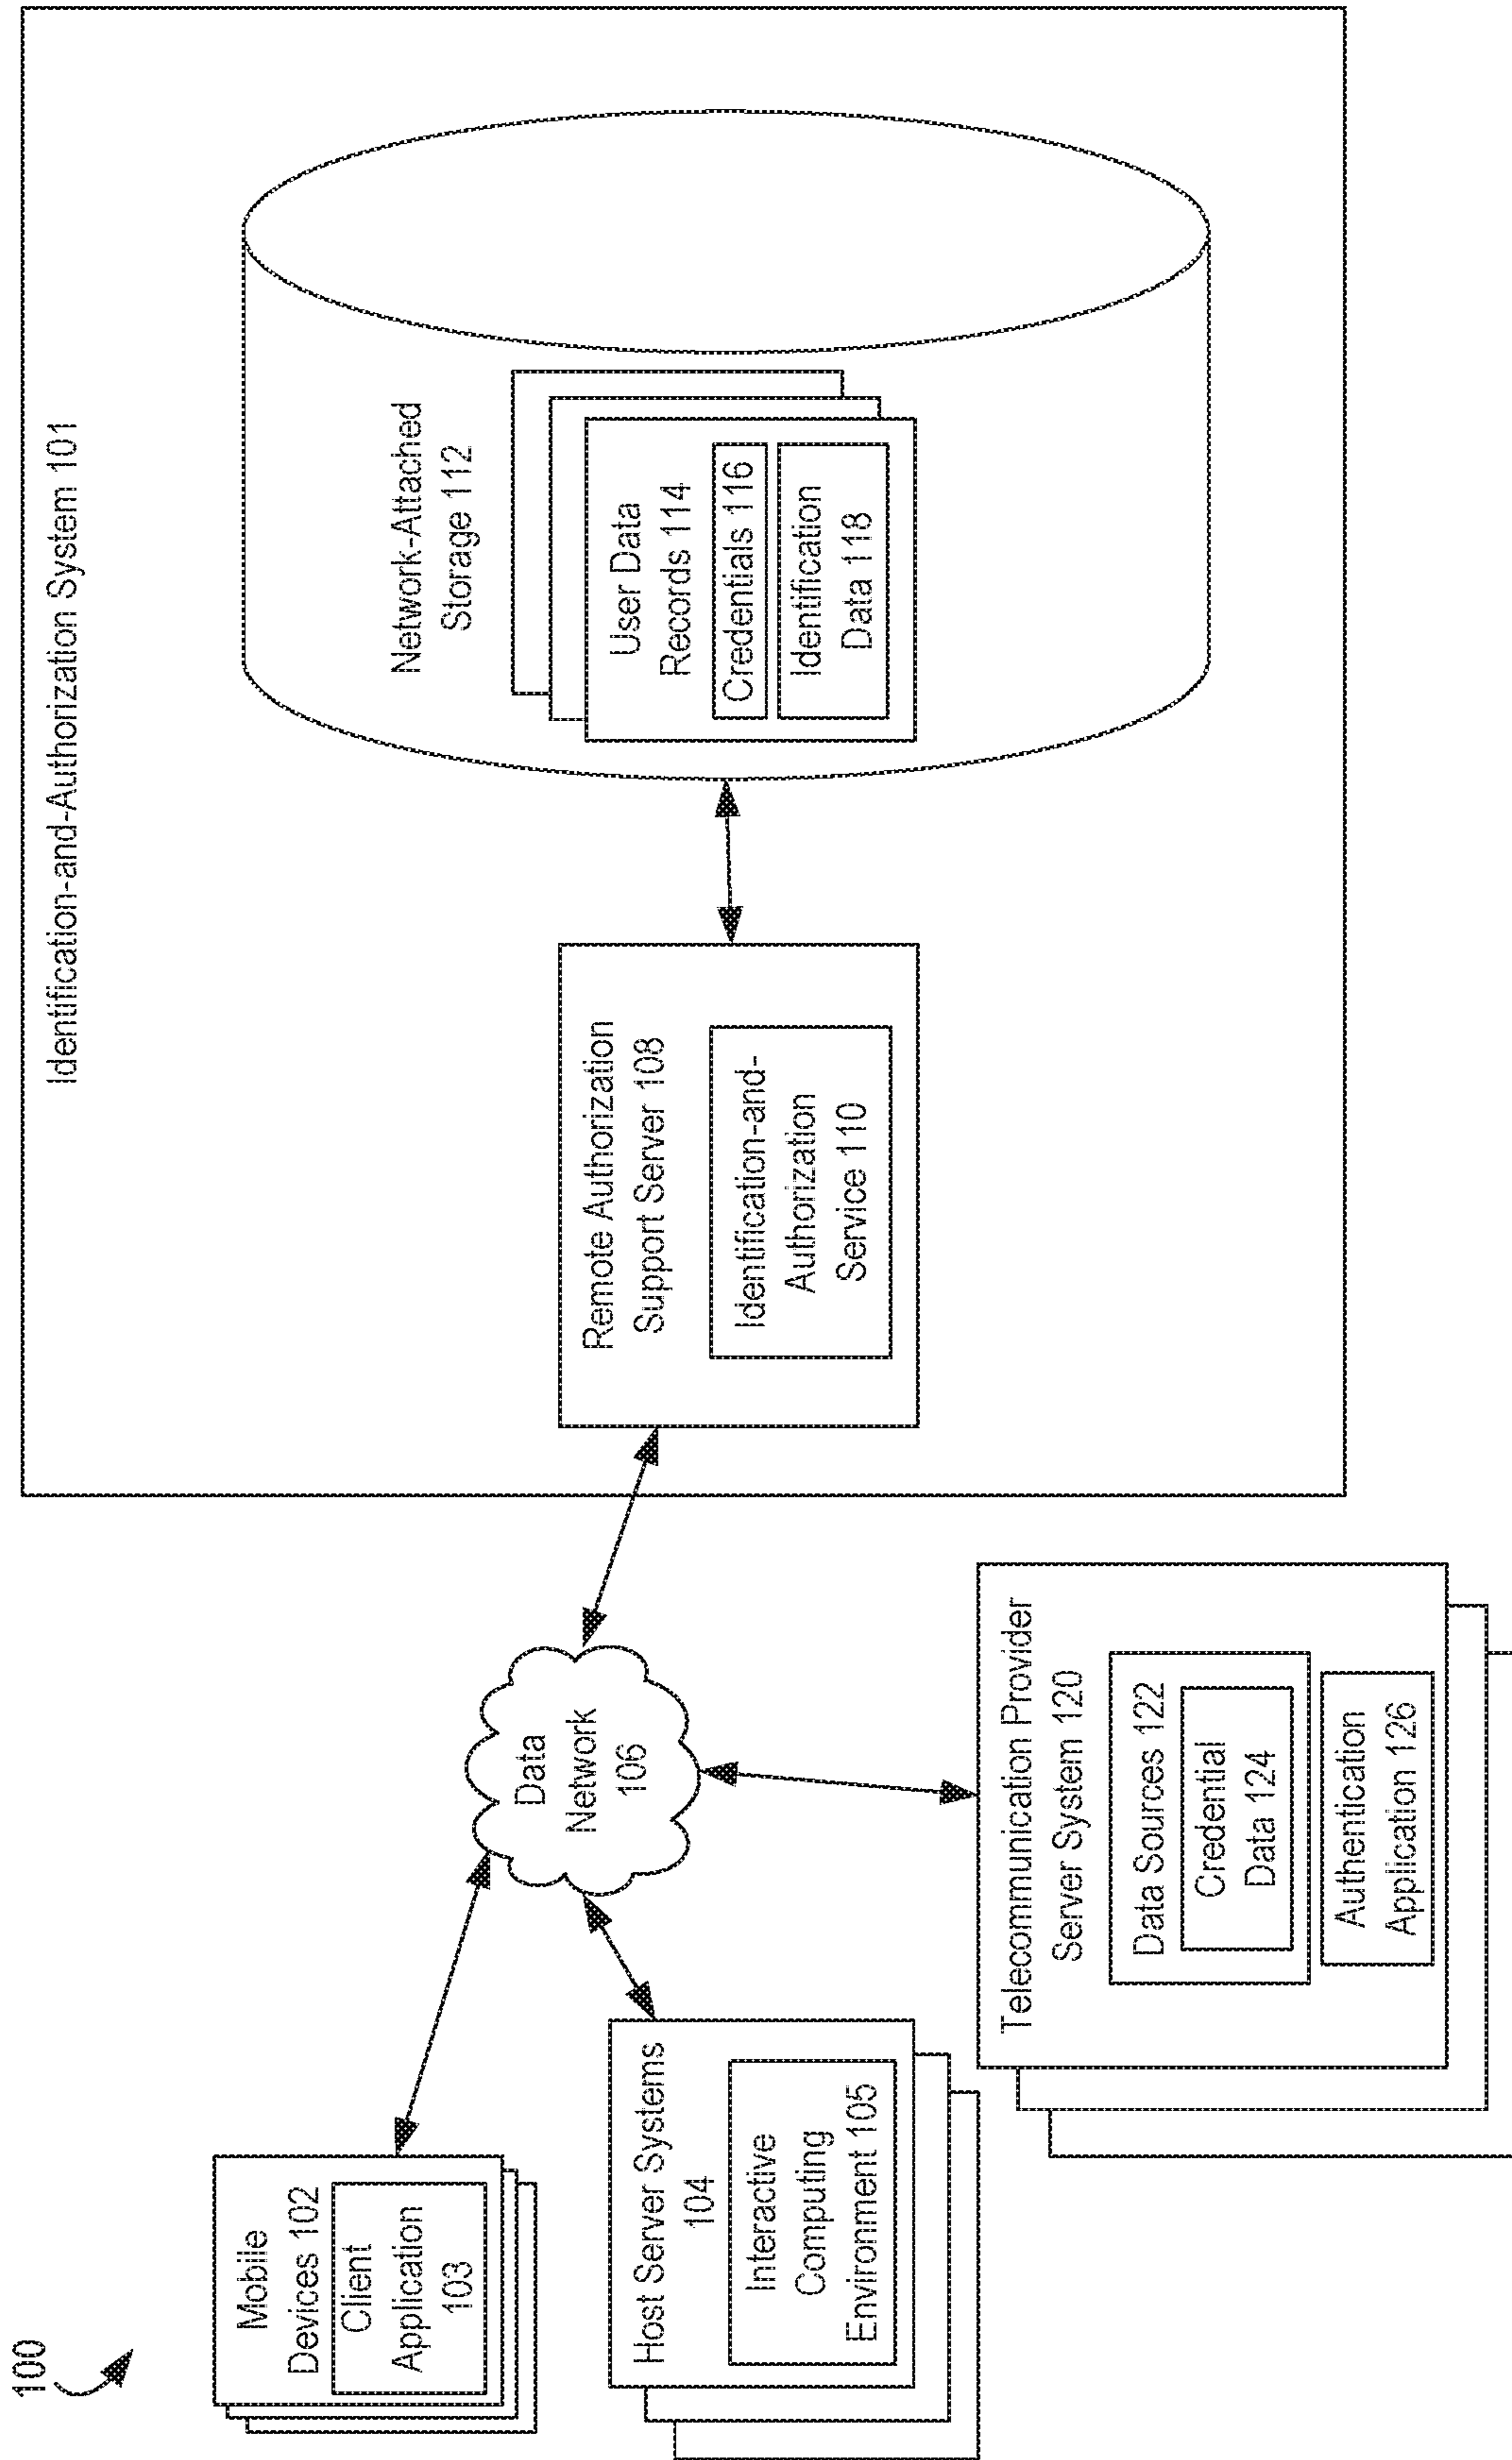 100
Mobile
Devices 102
Client
Application
103
Host Server Systems
104
Interactive
Computing
Environment 105
Data
Network
106
Telecommunication Provider
Server System 120
Data Sources 122
Credential
Data 124
Authentication
Application 126
Identification-and-Authorization System 101
Remote Authorization
Support Server 108
Identification-and-
Authorization
Service 110
Network-Attached
Storage 112
User Data
Records 114
Credentials 116
Identification
Data 118